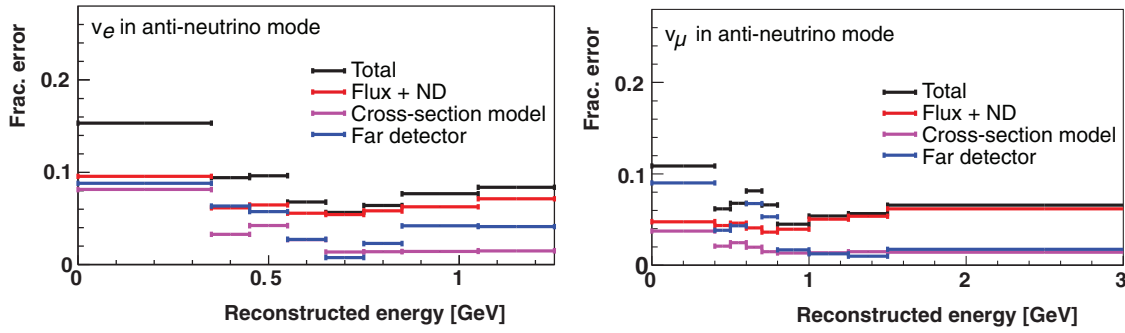 ν_e in anti-neutrino mode
Frac. error
0.2
0.1
0
Total
Flux + ND
Cross-section model
Far detector
0 0.5 1
Reconstructed energy [GeV]
ν_μ in anti-neutrino mode
Frac. error
0.2
0.1
0
Total
Flux + ND
Cross-section model
Far detector
0 1 2 3
Reconstructed energy [GeV]